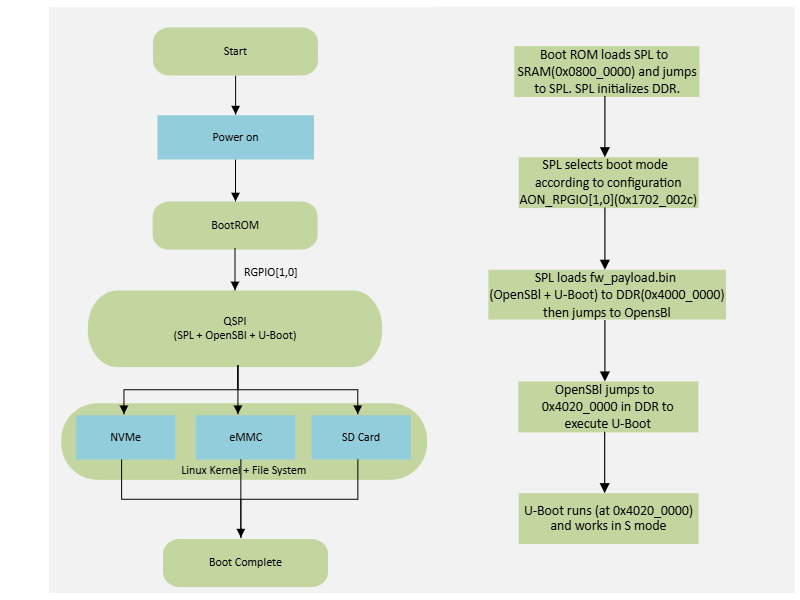 Start
Power on
BootROM
RGPIO[1,0]
QSPI
(SPL + OpenSBI + U-Boot)
NVMe
eMMC
SD Card
Linux Kernel + File System
Boot Complete
Boot ROM loads SPL to
SRAM(0x0800_0000) and jumps
to SPL. SPL initializes DDR.
SPL selects boot mode
according to configuration
AON_RPGIO[1,0](0x1702_002c)
SPL loads fw_payload.bin
(OpenSBl + U-Boot) to DDR(0x4000_0000)
then jumps to OpensBl
OpenSBl jumps to
0x4020_0000 in DDR to
execute U-Boot
U-Boot runs (at 0x4020_0000)
and works in S mode